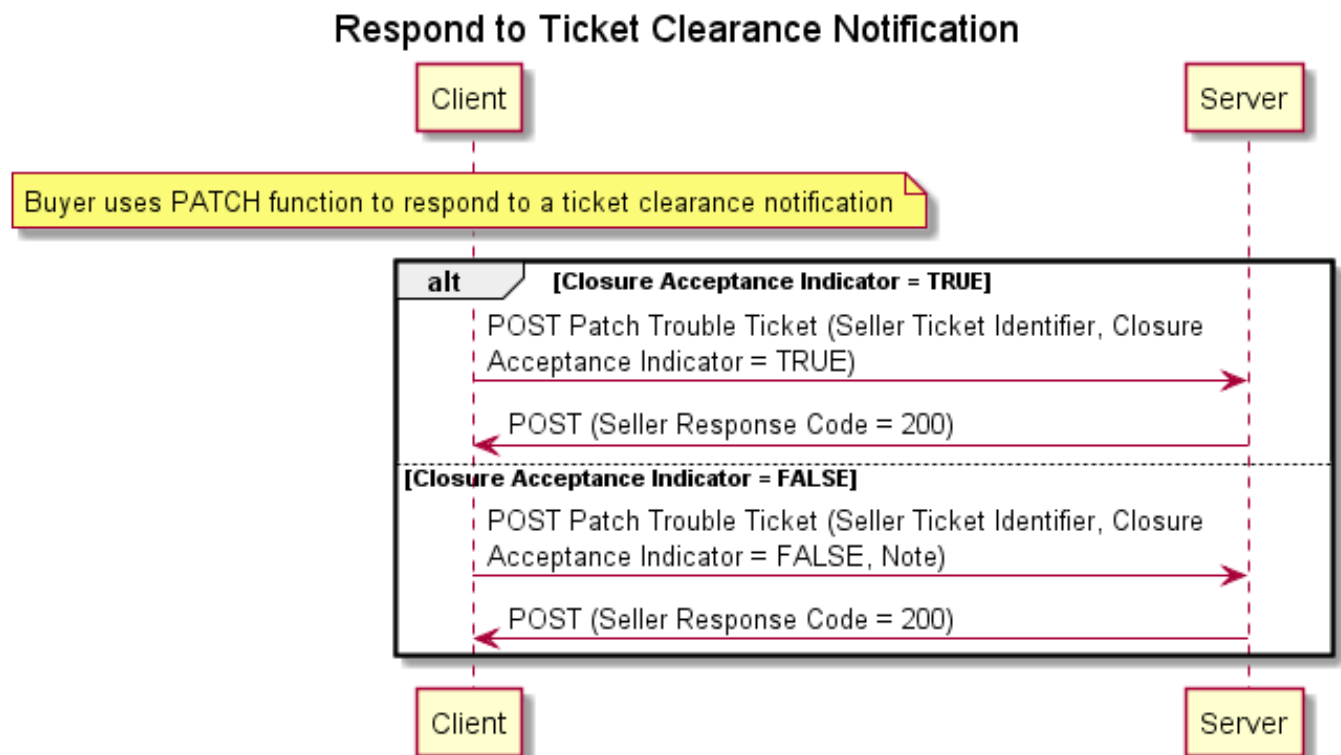 Respond to Ticket Clearance Notification
Client
Server
Buyer uses PATCH function to respond to a ticket clearance notification
alt
[Closure Acceptance Indicator = TRUE]
POST Patch Trouble Ticket (Seller Ticket Identifier, Closure
Acceptance Indicator = TRUE)
POST (Seller Response Code = 200)
[Closure Acceptance Indicator = FALSE]
POST Patch Trouble Ticket (Seller Ticket Identifier, Closure
Acceptance Indicator = FALSE, Note)
POST (Seller Response Code = 200)
Client
Server